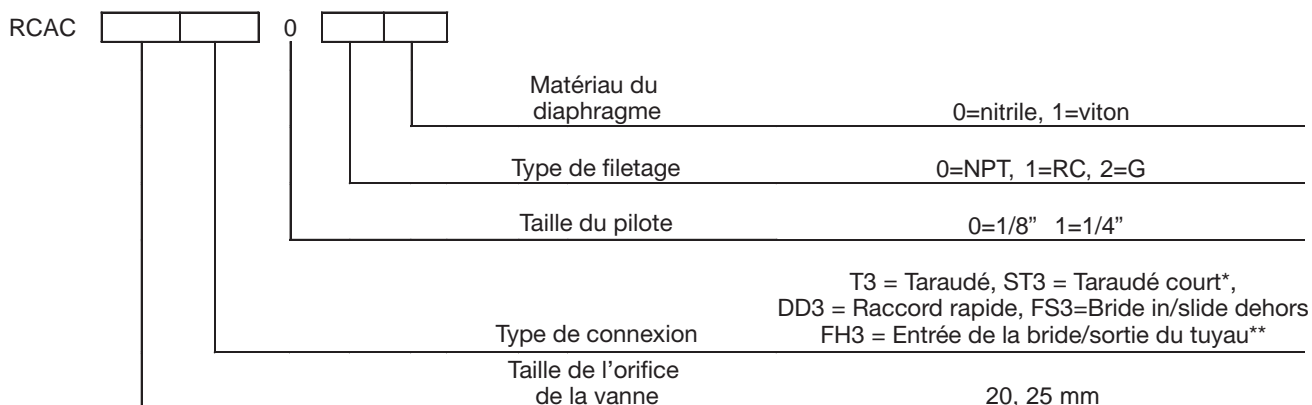 RCAC 0
Matériau du
diaphragme 0=nitrile, 1=viton
Type de filetage 0=NPT, 1=RC, 2=G
Taille du pilote 0=1/8” 1=1/4”
T3 = Taraudé, ST3 = Taraudé court*,
DD3 = Raccord rapide, FS3=Bride in/slide dehors
Type de connexion FH3 = Entrée de la bride/sortie du tuyau**
Taille de l’orifice
de la vanne 20, 25 mm